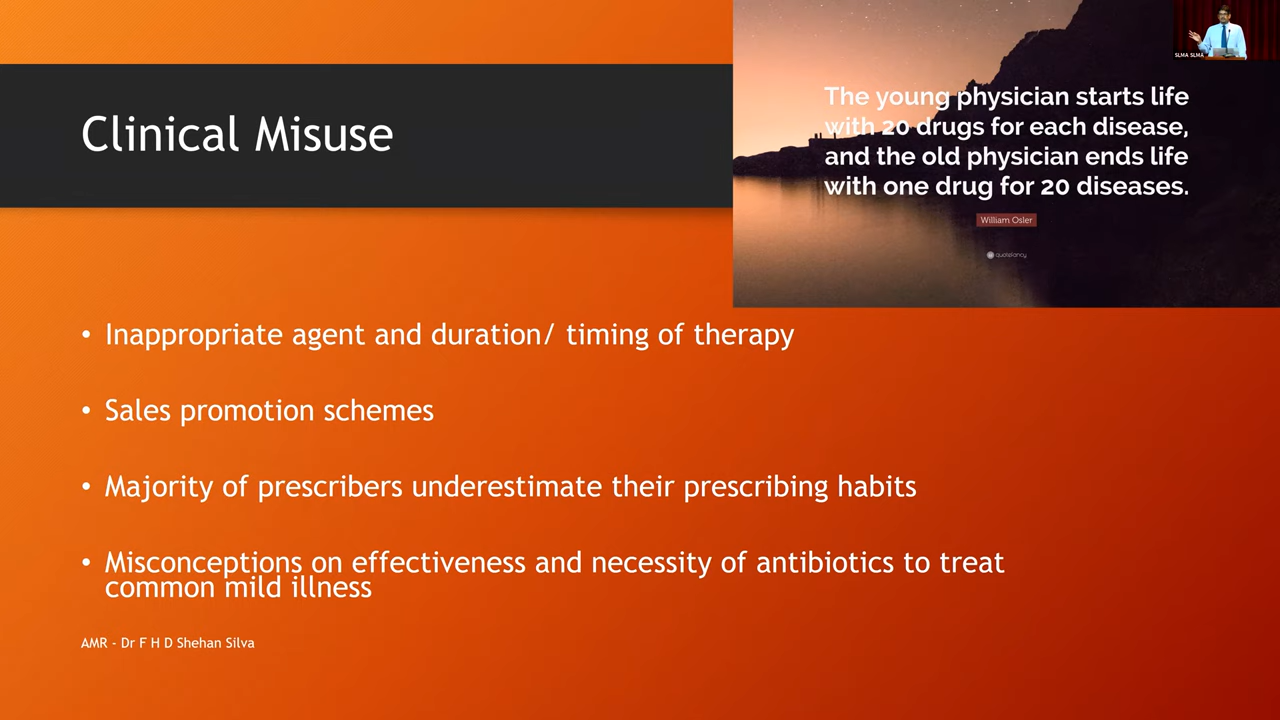 Clinical Misuse
The young physician starts life
with 20 drugs for each disease,
and the old physician ends life
with one drug for 20 diseases.
William Osler
quotefancy
SLMA SLMA
• Inappropriate agent and duration/ timing of therapy
• Sales promotion schemes
• Majority of prescribers underestimate their prescribing habits
• Misconceptions on effectiveness and necessity of antibiotics to treat
common mild illness
AMR - Dr F H D Shehan Silva